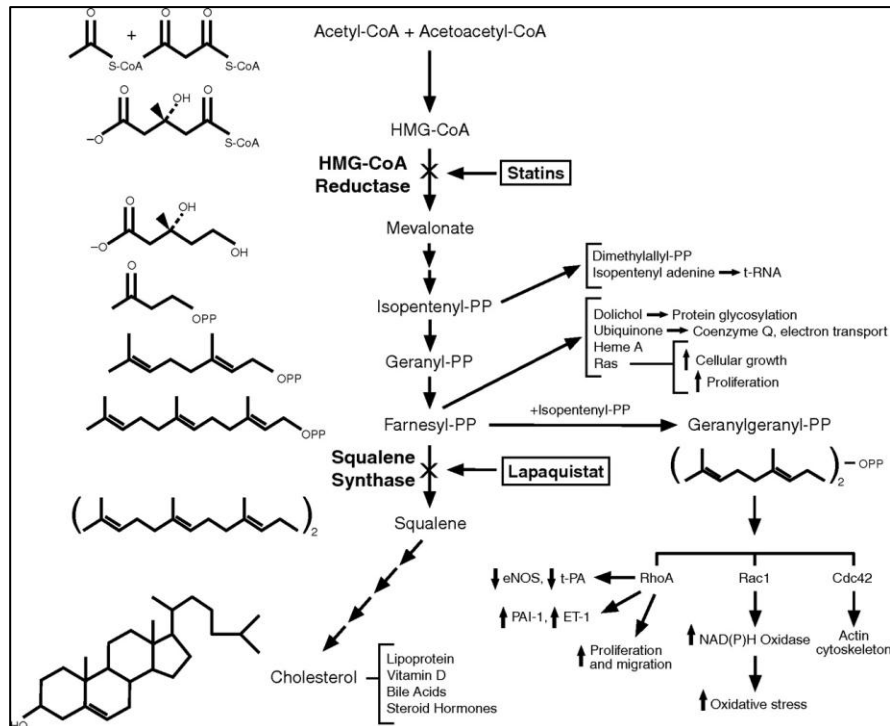 Acetyl-CoA + Acetoacetyl-CoA
O
+
O
O
S-CoA
S-CoA
HMG-CoA
O
OH
O
–O
S-CoA
HMG-CoA
Reductase
Statins
Mevalonate
O
OH
–O
OH
Dimethylallyl-PP
Isopentenyl adenine
t-RNA
Isopentenyl-PP
O
OPP
Dolichol
Protein glycosylation
Ubiquinone
Coenzyme Q, electron transport
Heme A
Ras
Cellular growth
Proliferation
Geranyl-PP
OPP
Farnesyl-PP
+Isopentenyl-PP
Geranylgeranyl-PP
OPP
Squalene
Synthase
Lapaquistat
( )2 –OPP
Squalene
( )2
eNOS, t-PA
RhoA
Rac1
Cdc42
PAI-1, ET-1
NAD(P)H Oxidase
Actin
cytoskeleton
Proliferation
and migration
Oxidative stress
Cholesterol
Lipoprotein
Vitamin D
Bile Acids
Steroid Hormones
HO